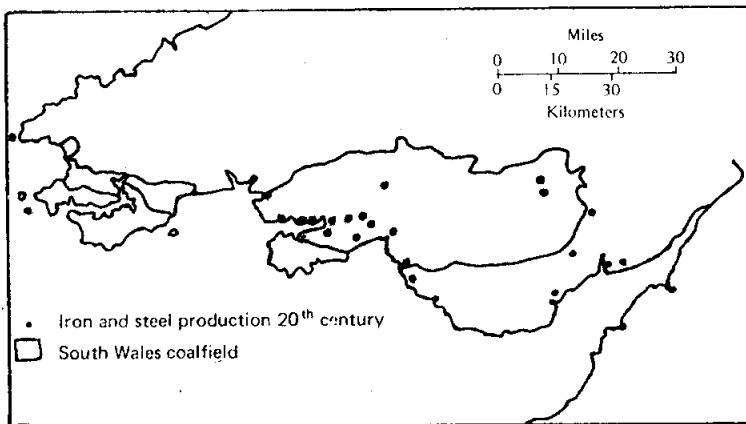 Miles
0 10 20 30
0 15 30
Kilometers
Iron and steel production 20th century
South Wales coalfield